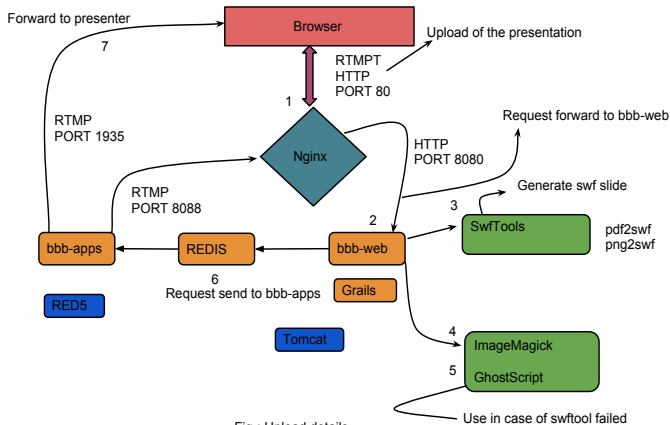 Forward to presenter
Browser
7
Upload of the presentation
RTMPT
HTTP
PORT 80
1
RTMP
PORT 1935
Request forward to bbb-web
Nginx
HTTP
PORT 8080
RTMP
PORT 8088
Generate swf slide
3
2
SwfTools
pdf2swf
png2swf
bbb-apps
REDIS
bbb-web
6
Request send to bbb-apps
Grails
RED5
Tomcat
4
ImageMagick
5
GhostScript
Use in case of swftool failed
Fig : Upload details